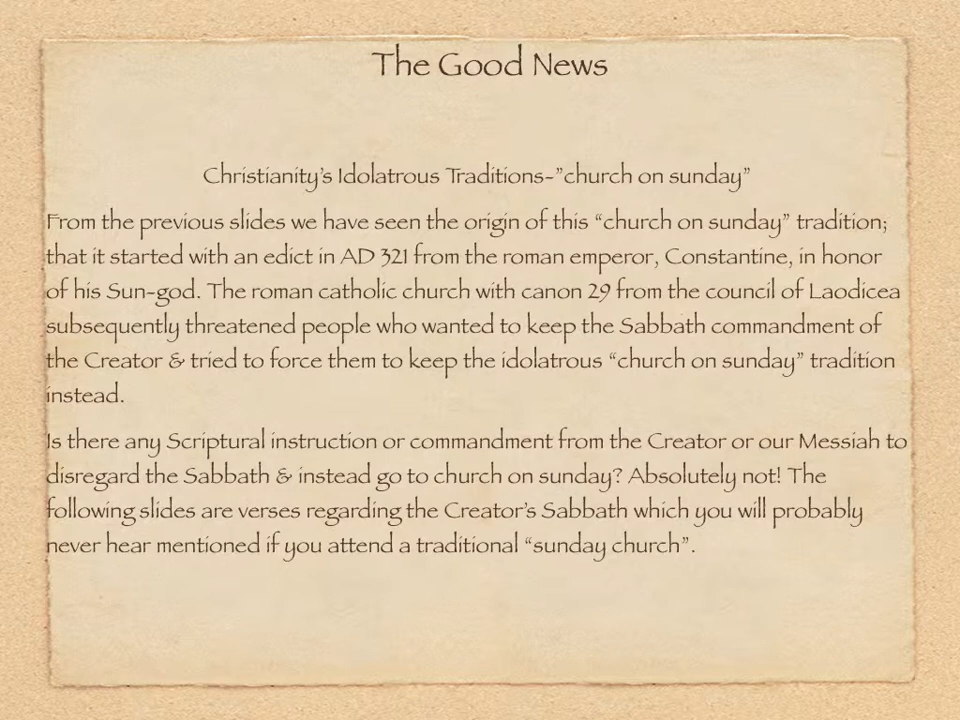 The Good News
Christianity's Idolatrous Traditions-"church on sunday"
From the previous slides we have seen the origin of this "church on sunday" tradition;
that it started with an edict in AD 321 from the roman emperor, Constantine, in honor
of his Sun-god. The roman catholic church with canon 29 from the council of Laodicea
subsequently threatened people who wanted to keep the Sabbath commandment of
the Creator & tried to force them to keep the idolatrous "church on sunday" tradition
instead.
Is there any Scriptural instruction or commandment from the Creator or our Messiah to
disregard the Sabbath & instead go to church on sunday? Absolutely not! The
following slides are verses regarding the Creator's Sabbath which you will probably
never hear mentioned if you attend a traditional "sunday church".